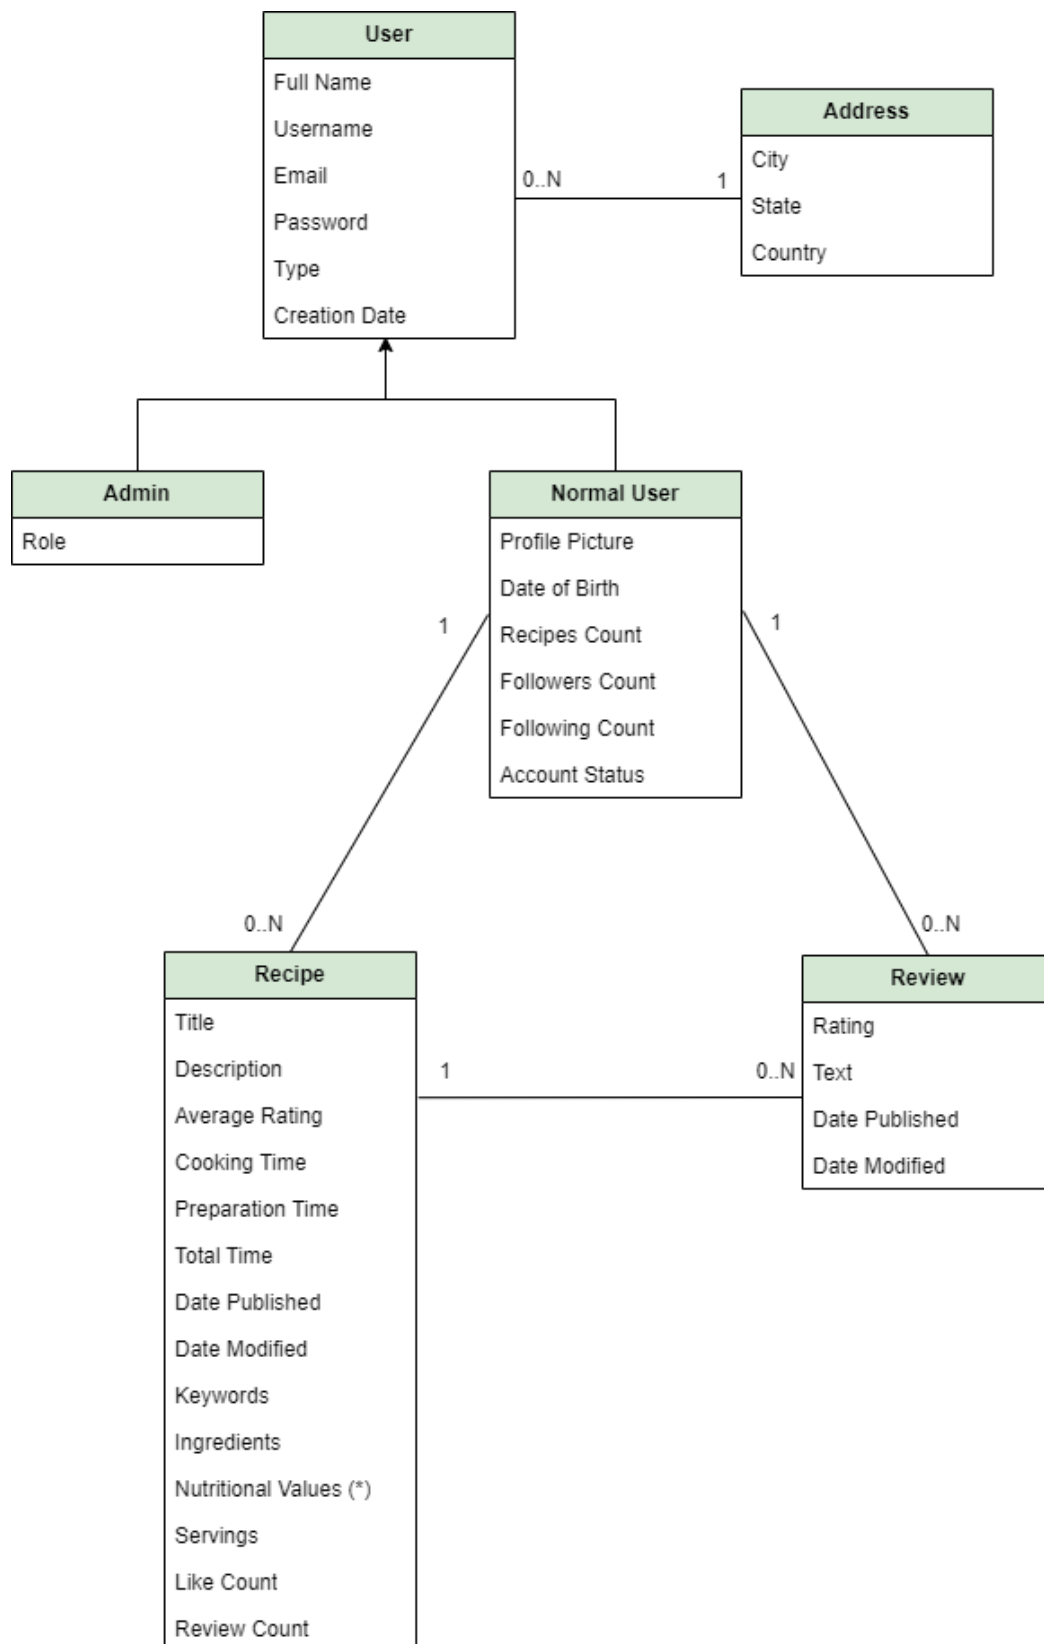 User
Full Name
Username
Email
Password
Type
Creation Date
0..N
1
Address
City
State
Country
Admin
Role
Normal User
Profile Picture
Date of Birth
Recipes Count
Followers Count
Following Count
Account Status
1
1
0..N
0..N
Recipe
Title
Description
Average Rating
Cooking Time
Preparation Time
Total Time
Date Published
Date Modified
Keywords
Ingredients
Nutritional Values (*)
Servings
Like Count
Review Count
1
0..N
Review
Rating
Text
Date Published
Date Modified